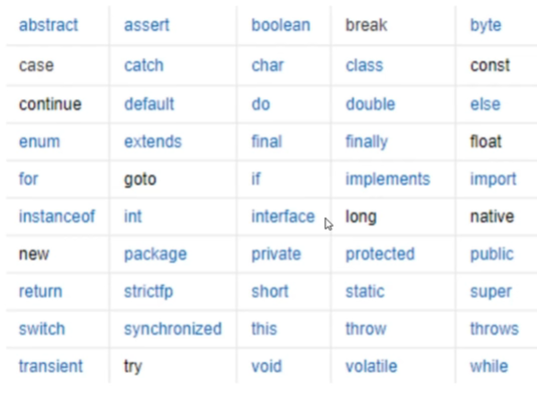 abstract assert boolean break byte
case catch char class const
continue default do double else
enum extends final finally float
for goto if implements import
instanceof int interface long native
new package private protected public
return strictfp short static super
switch synchronized this throw throws
transient try void volatile while